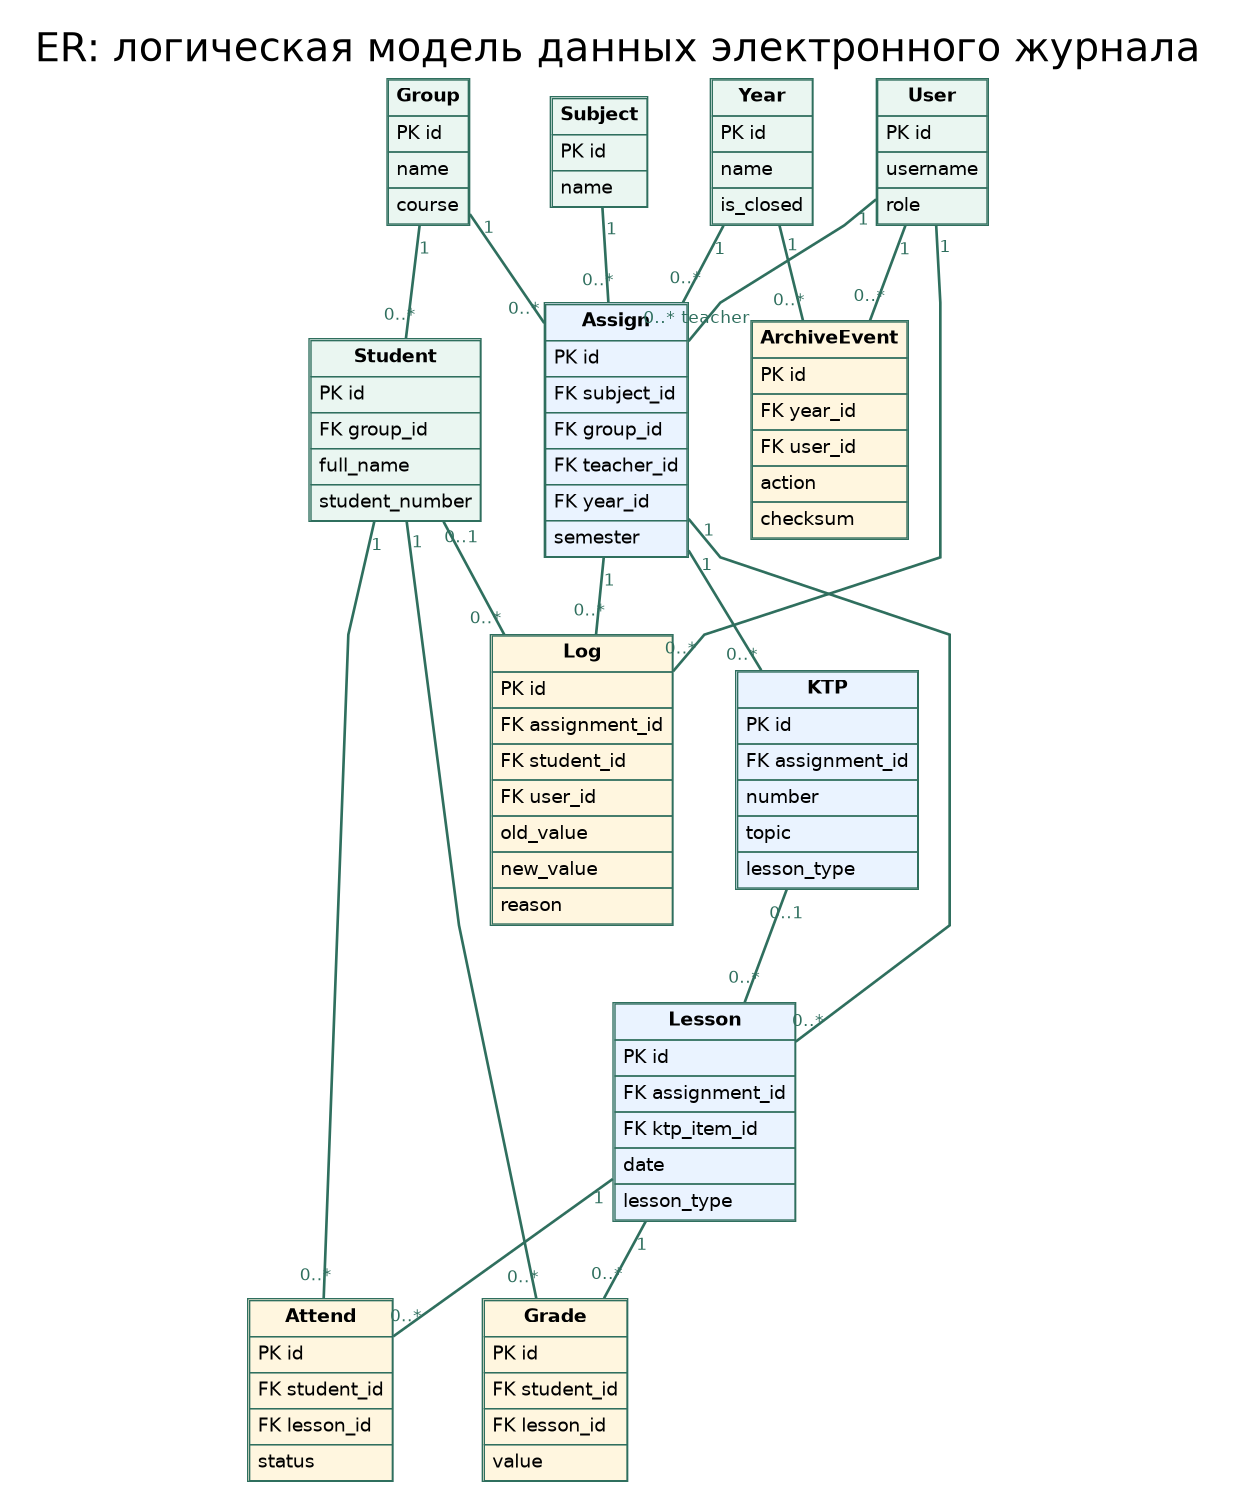 ER: логическая модель данных электронного журнала
Group
PK id
name
course
Subject
PK id
name
Year
PK id
name
is_closed
User
PK id
username
role
1
1
1
1
1
1
1
1
0..*
0..*
0..*
0..*
0..* teacher
0..*
0..*
Student
PK id
FK group_id
full_name
student_number
Assign
PK id
FK subject_id
FK group_id
FK teacher_id
FK year_id
semester
ArchiveEvent
PK id
FK year_id
FK user_id
action
checksum
1
1
0..1
1
1
1
0..*
0..*
0..*
0..*
Log
PK id
FK assignment_id
FK student_id
FK user_id
old_value
new_value
reason
KTP
PK id
FK assignment_id
number
topic
lesson_type
0..1
0..*
0..*
Lesson
PK id
FK assignment_id
FK ktp_item_id
date
lesson_type
1
1
0..*
0..*
0..*
0..*
Attend
PK id
FK student_id
FK lesson_id
status
Grade
PK id
FK student_id
FK lesson_id
value